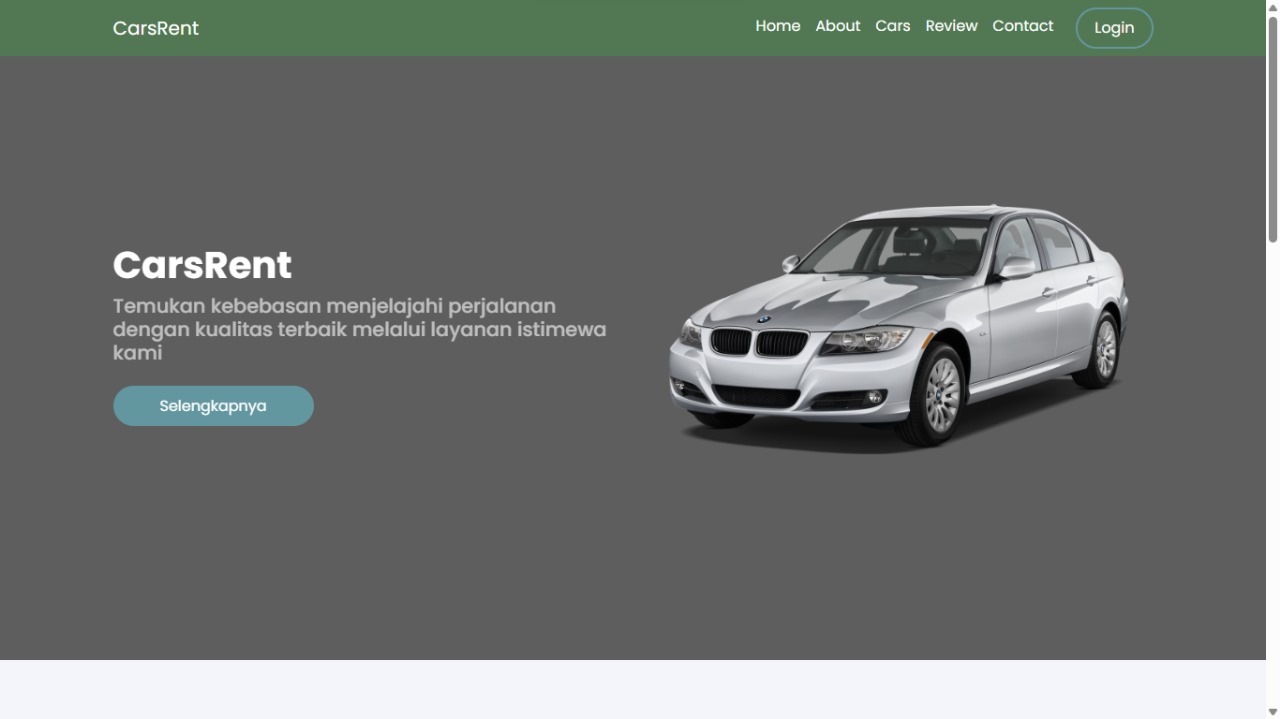 CarsRent
Home About Cars Review Contact Login
CarsRent
Temukan kebebasan menjelajahi perjalanan
dengan kualitas terbaik melalui layanan istimewa
kami
Selengkapnya